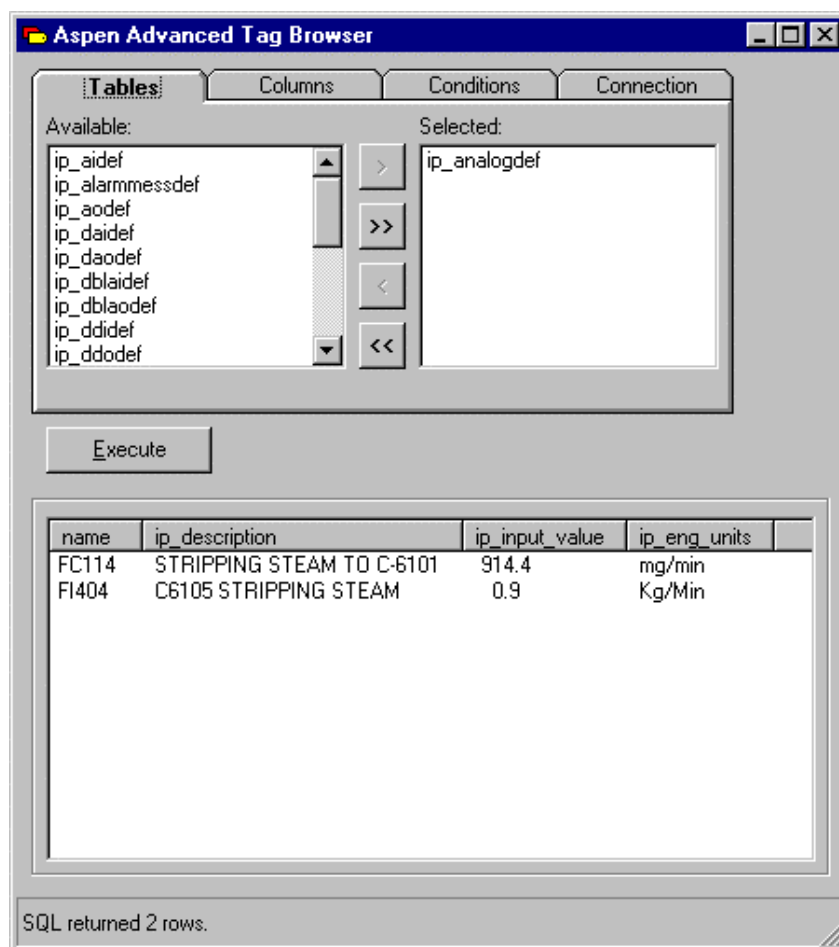 Aspen Advanced Tag Browser
Tables Columns Conditions Connection
Available: Selected:
ip_aidef > ip_analogdef
ip_alarmmessdef
ip_aodef
ip_daidef >>
ip_daodef
ip_dblaidef <
ip_dblaodef
ip_ddidef
ip_ddodef <<
Execute
name ip_description ip_input_value ip_eng_units
FC114 STRIPPING STEAM TO C-6101 914.4 mg/min
FI404 C6105 STRIPPING STEAM 0.9 Kg/Min
SQL returned 2 rows.